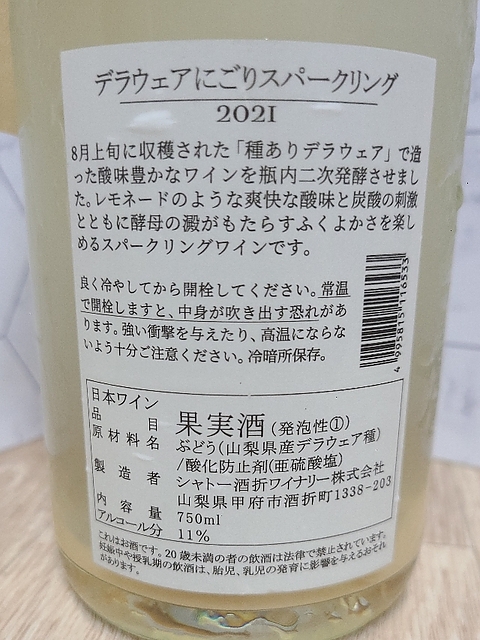 デラウェアにごりスパークリング
2021
8月上旬に収穫された「種ありデラウェア」で造
った酸味豊かなワインを瓶内二次発酵させまし
た。レモネードのような爽快な酸味と炭酸の刺激
とともに酵母の澱がもたらすふくよかさを楽し
めるスパークリングワインです。
良く冷やしてから開栓してください。常温
で開栓しますと、中身が吹き出す恐れがあ
ります。強い衝撃を与えたり、高温にならな
いよう十分ご注意ください。冷暗所保存。
4 995815 116533
日本ワイン
品目 果実酒(発泡性①)
原材料名 ぶどう(山梨県産デラウェア種)
/酸化防止剤(亜硫酸塩)
製造者 シャトー酒折ワイナリー株式会社
山梨県甲府市酒折町1338-203
内容量 750ml
アルコール分 11%
これはお酒です。20歳未満の者の飲酒は法律で禁止されています。
妊娠中や授乳期の飲酒は、胎児、乳児の発育に影響を与えるおそれ
があります。